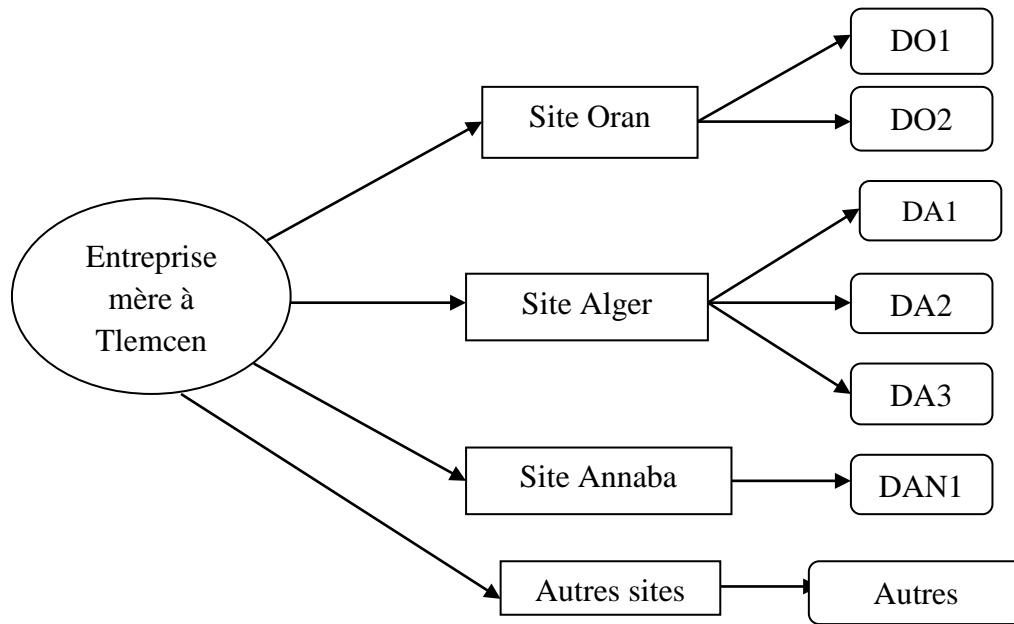 DO1
Site Oran
DO2
DA1
Entreprise
mère à
Tlemcen
Site Alger
DA2
DA3
Site Annaba
DAN1
Autres sites
Autres